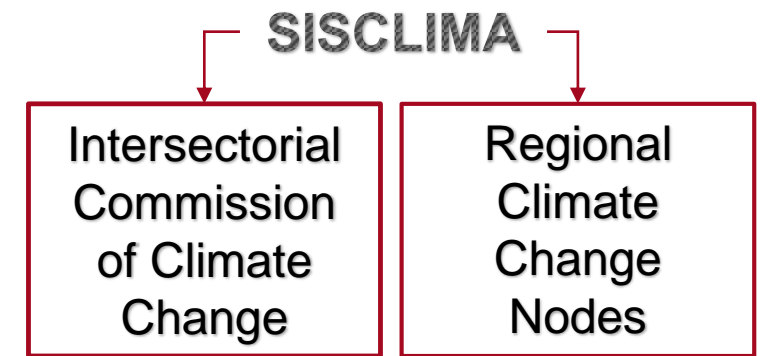 SISCLIMA
Intersectorial
Commission
of Climate
Change
Regional
Climate
Change
Nodes